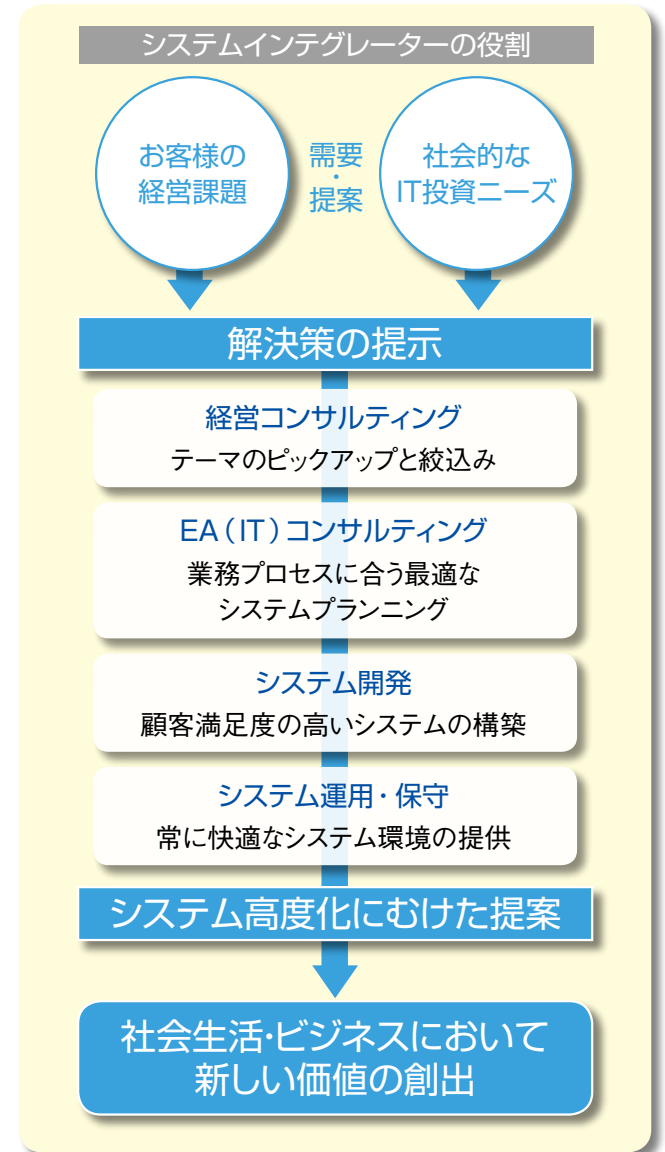 システムインテグレーターの役割
お客様の
経営課題
需要
・
提案
社会的な
IT投資ニーズ
解決策の提示
経営コンサルティング
テーマのピックアップと絞込み
EA（IT）コンサルティング
業務プロセスに合う最適な
システムプランニング
システム開発
顧客満足度の高いシステムの構築
システム運用・保守
常に快適なシステム環境の提供
システム高度化にむけた提案
社会生活・ビジネスにおいて
新しい価値の創出